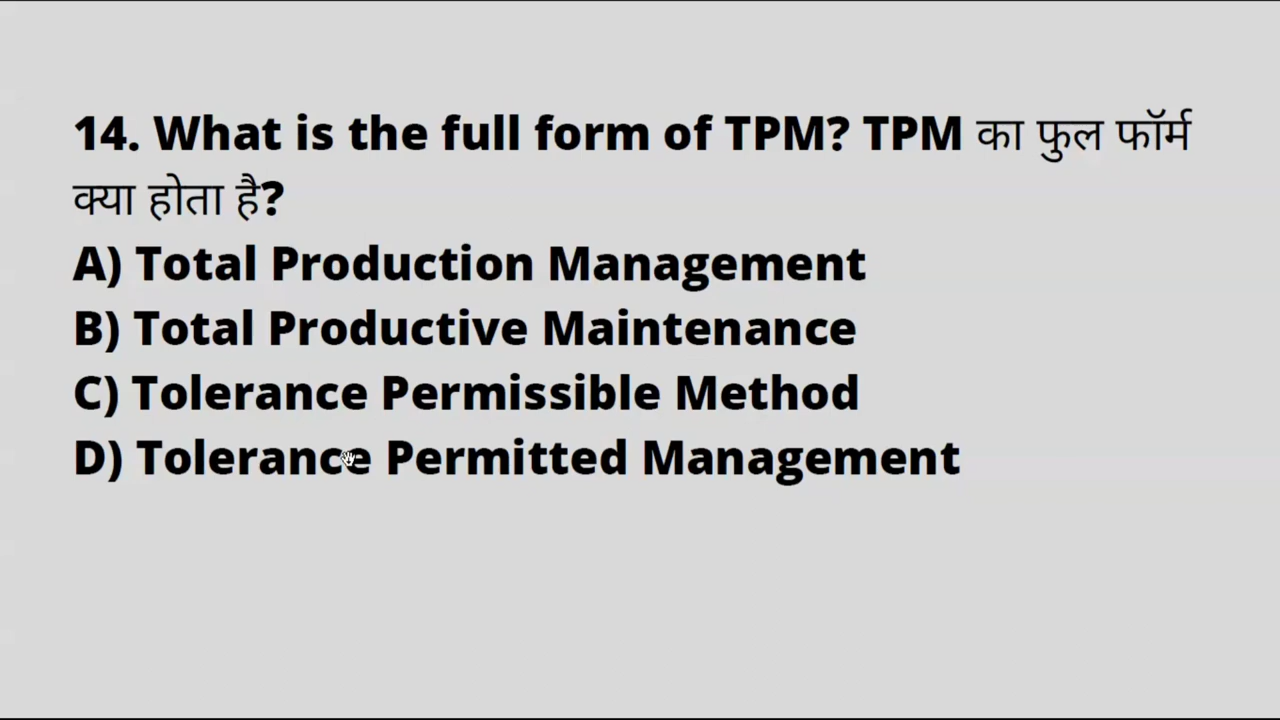 14. What is the full form of TPM? TPM का फुल फॉर्म
क्या होता है?
A) Total Production Management
B) Total Productive Maintenance
C) Tolerance Permissible Method
D) Tolerance Permitted Management